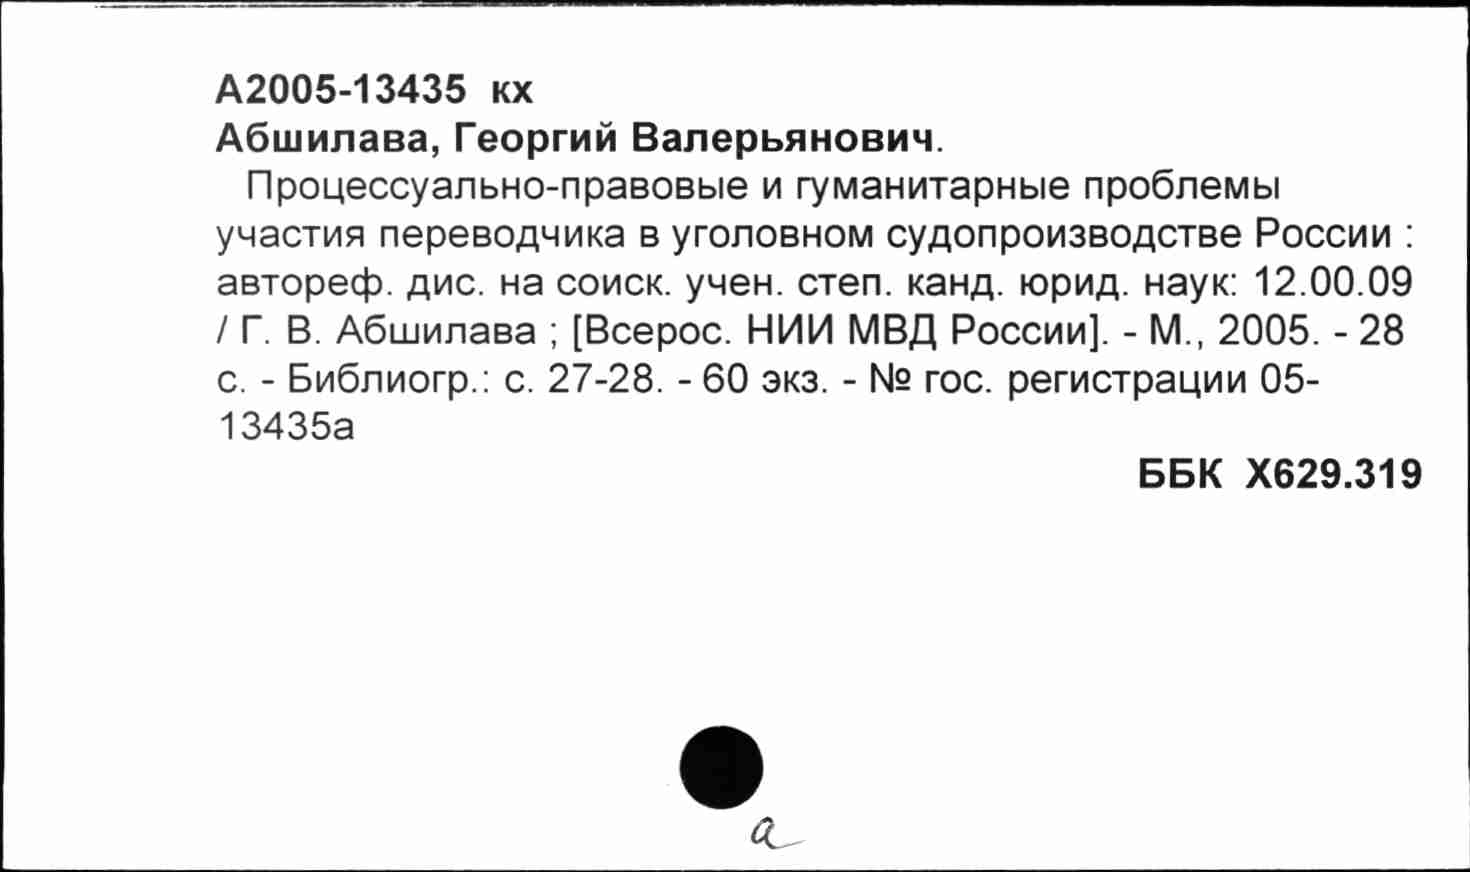 А2005-13435 кх
Абшилава, Георгий Валерьянович.
Процессуально-правовые и гуманитарные проблемы
участия переводчика в уголовном судопроизводстве России :
автореф. дис. на соиск. учен. степ. канд. юрид. наук: 12.00.09
/ Г. В. Абшилава ; [Всерос. НИИ МВД России]. - М., 2005. - 28
с. - Библиогр.: с. 27-28. - 60 экз. - № гос. регистрации 05-
13435а
ББК Х629.319
а